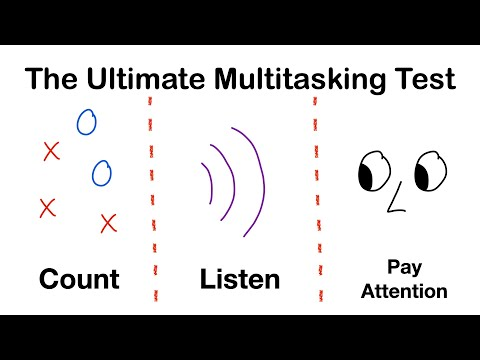 The Ultimate Multitasking Test
Count
Listen
Pay
Attention